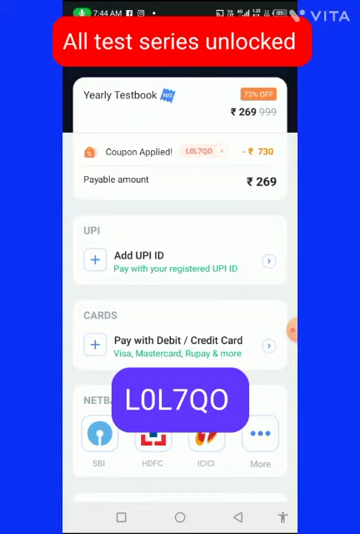 7:44 AM
VITA
All test series unlocked
Yearly Testbook
73% OFF
₹ 269 999
Coupon Applied! L0L7QO × - ₹ 730
Payable amount ₹ 269
UPI
Add UPI ID
Pay with your registered UPI ID
CARDS
Pay with Debit / Credit Card
Visa, Mastercard, Rupay & more
NETBA
L0L7QO
SBI HDFC ICICI More